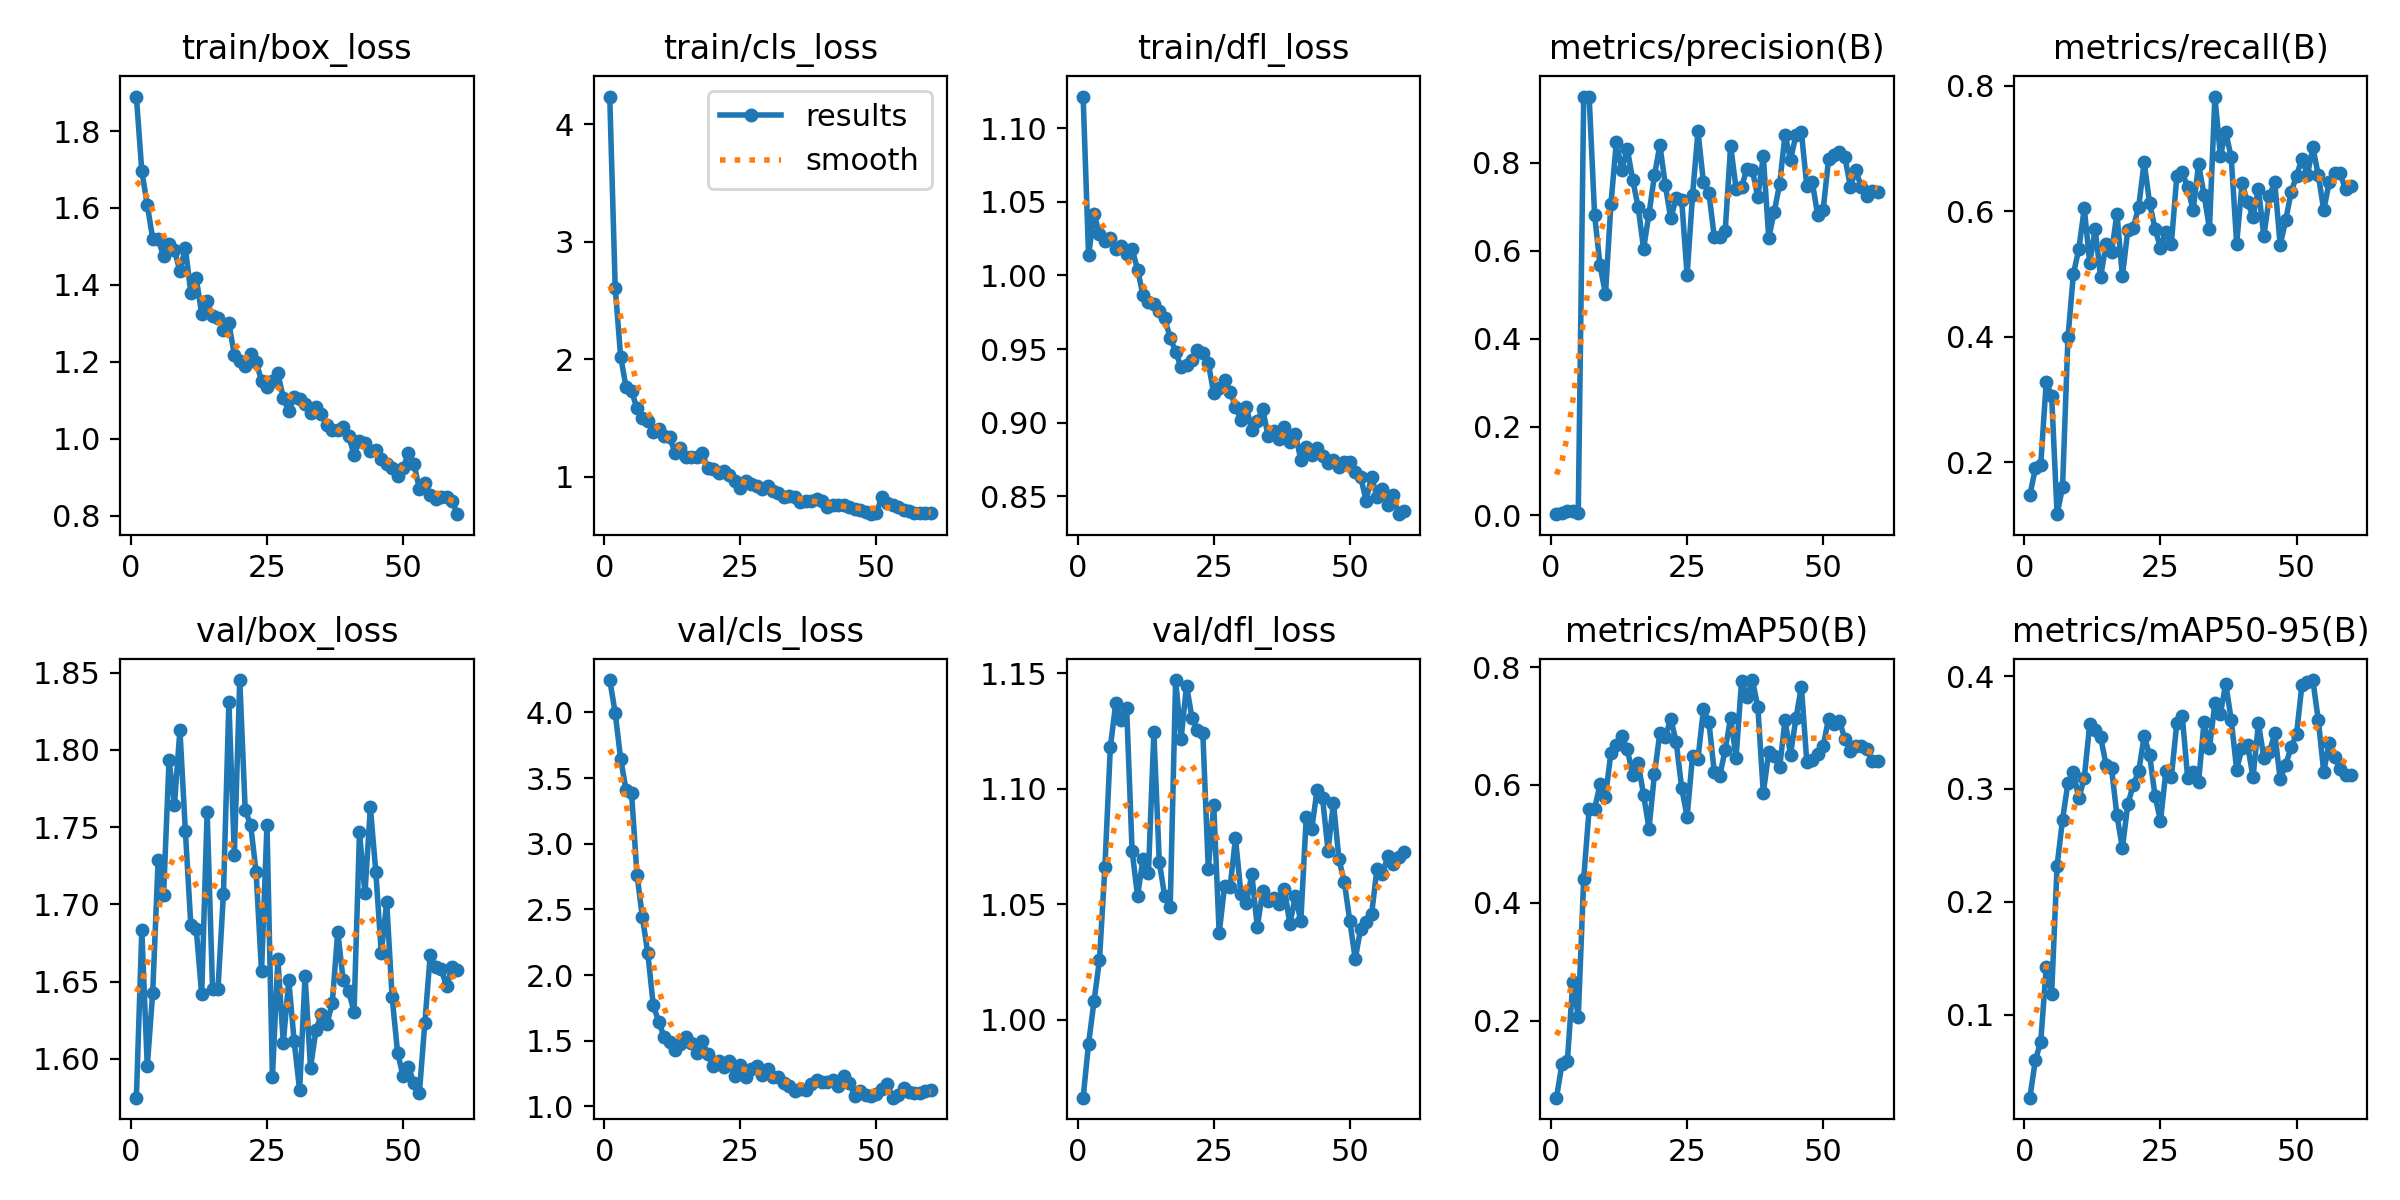 train/box_loss
1.8
1.6
1.4
1.2
1.0
0.8
0 25 50
train/cls_loss
results
smooth
4
3
2
1
0 25 50
train/dfl_loss
1.10
1.05
1.00
0.95
0.90
0.85
0 25 50
metrics/precision(B)
0.8
0.6
0.4
0.2
0.0
0 25 50
metrics/recall(B)
0.8
0.6
0.4
0.2
0 25 50
val/box_loss
1.85
1.80
1.75
1.70
1.65
1.60
0 25 50
val/cls_loss
4.0
3.5
3.0
2.5
2.0
1.5
1.0
0 25 50
val/dfl_loss
1.15
1.10
1.05
1.00
0 25 50
metrics/mAP50(B)
0.8
0.6
0.4
0.2
0 25 50
metrics/mAP50-95(B)
0.4
0.3
0.2
0.1
0 25 50